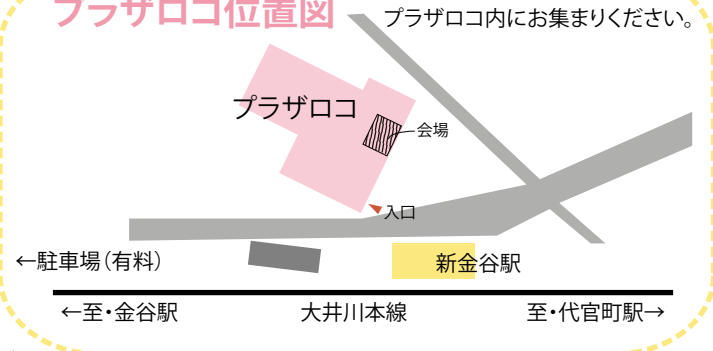 プラザロコ位置図
プラザロコ内にお集まりください。
プラザロコ
会場
入口
←駐車場（有料）
新金谷駅
←至・金谷駅
大井川本線
至・代官町駅→